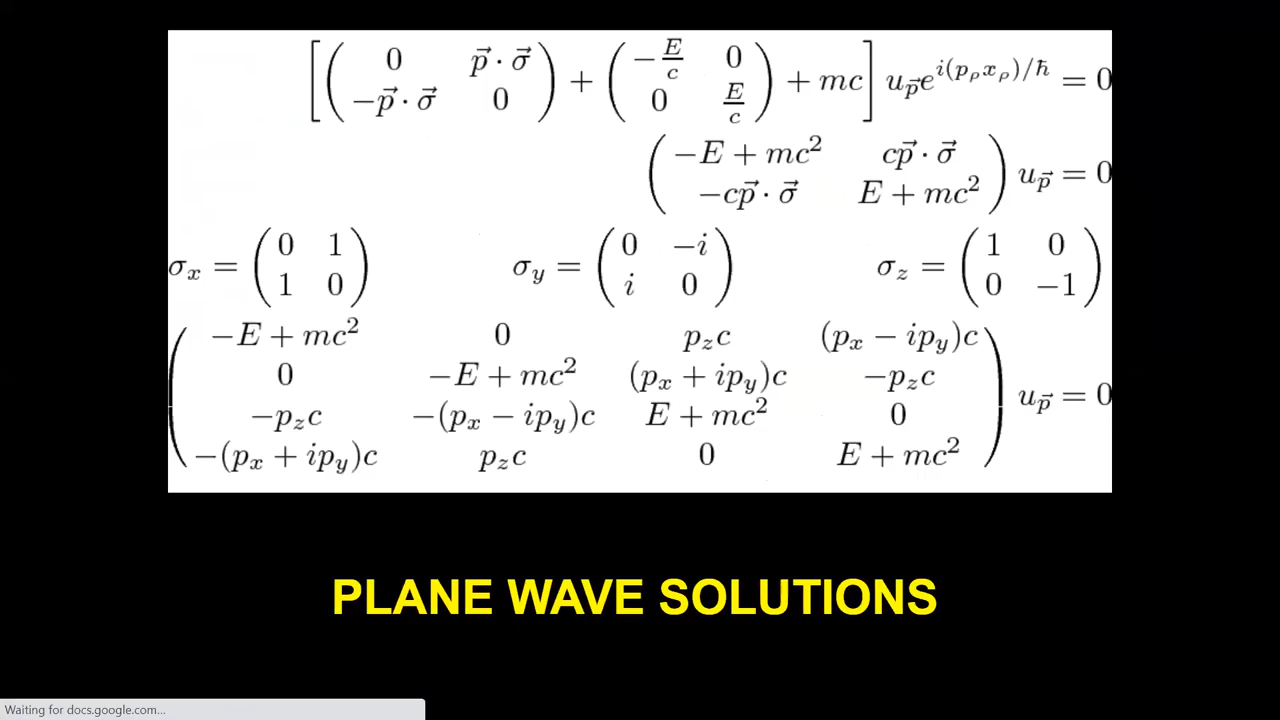 [(0 p⃗ · σ⃗; −p⃗ · σ⃗ 0) + (−E/c 0; 0 E/c) + mc] u_p⃗ e^{i(p_ρ x_ρ)/ħ} = 0
(−E + mc² cp⃗ · σ⃗; −cp⃗ · σ⃗ E + mc²) u_p⃗ = 0
σ_x = (0 1; 1 0) σ_y = (0 −i; i 0) σ_z = (1 0; 0 −1)
(−E + mc² 0 p_z c (p_x − ip_y)c
0 −E + mc² (p_x + ip_y)c −p_z c
−p_z c −(p_x − ip_y)c E + mc² 0
−(p_x + ip_y)c p_z c 0 E + mc²) u_p⃗ = 0
PLANE WAVE SOLUTIONS
Waiting for docs.google.com...